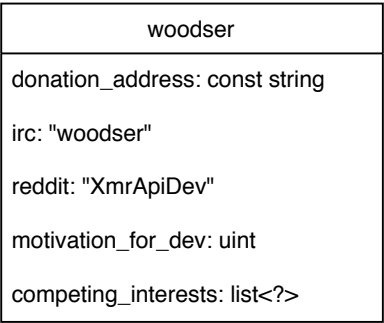 woodser
donation_address: const string
irc: "woodser"
reddit: "XmrApiDev"
motivation_for_dev: uint
competing_interests: list<?>